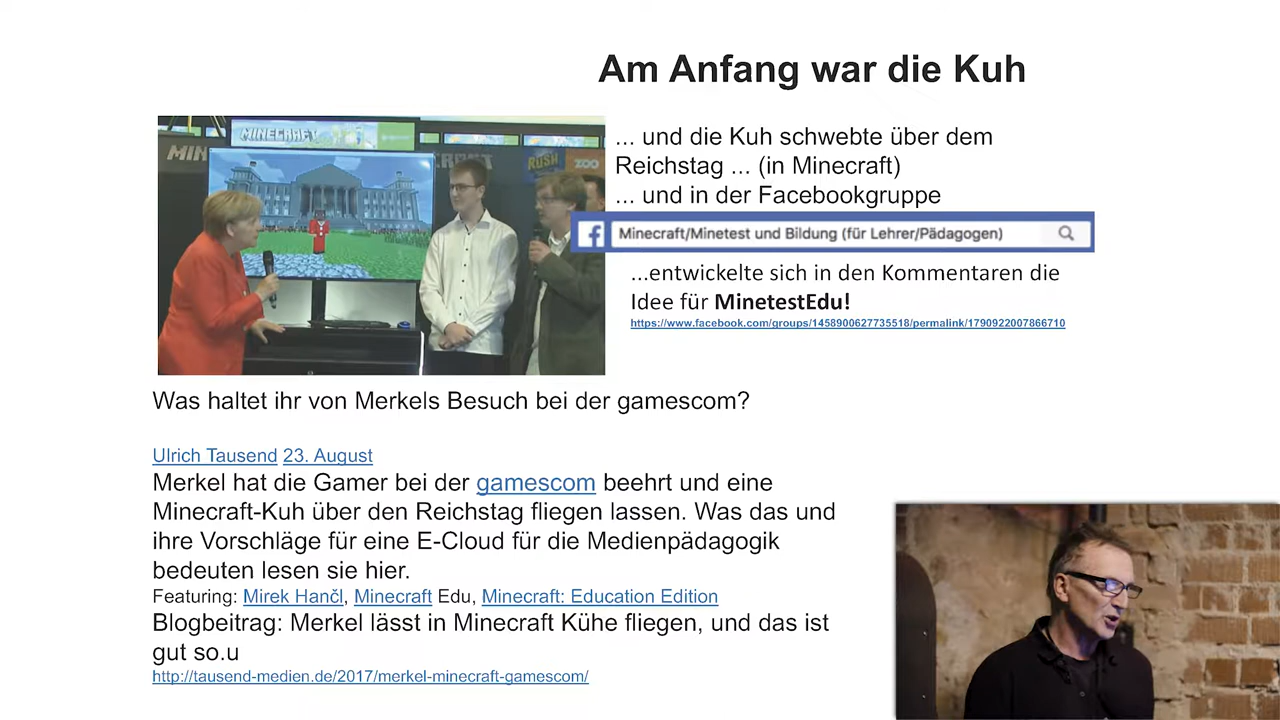 Am Anfang war die Kuh
... und die Kuh schwebte über dem
Reichstag ... (in Minecraft)
... und in der Facebookgruppe
Minecraft/Minetest und Bildung (für Lehrer/Pädagogen)
...entwickelte sich in den Kommentaren die
Idee für MinetestEdu!
https://www.facebook.com/groups/1458900627735518/permalink/1790922007866710
MINECRAFT
MIN
CRAFT
RUSH
ZOO
Was haltet ihr von Merkels Besuch bei der gamescom?
Ulrich Tausend 23. August
Merkel hat die Gamer bei der gamescom beehrt und eine
Minecraft-Kuh über den Reichstag fliegen lassen. Was das und
ihre Vorschläge für eine E-Cloud für die Medienpädagogik
bedeuten lesen sie hier.
Featuring: Mirek Hančl, Minecraft Edu, Minecraft: Education Edition
Blogbeitrag: Merkel lässt in Minecraft Kühe fliegen, und das ist
gut so.u
http://tausend-medien.de/2017/merkel-minecraft-gamescom/